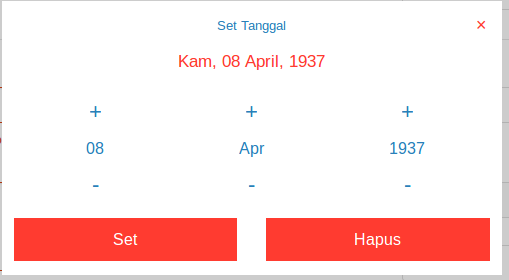 Set Tanggal ×
Kam, 08 April, 1937
+ + +
08 Apr 1937
- - -
Set Hapus